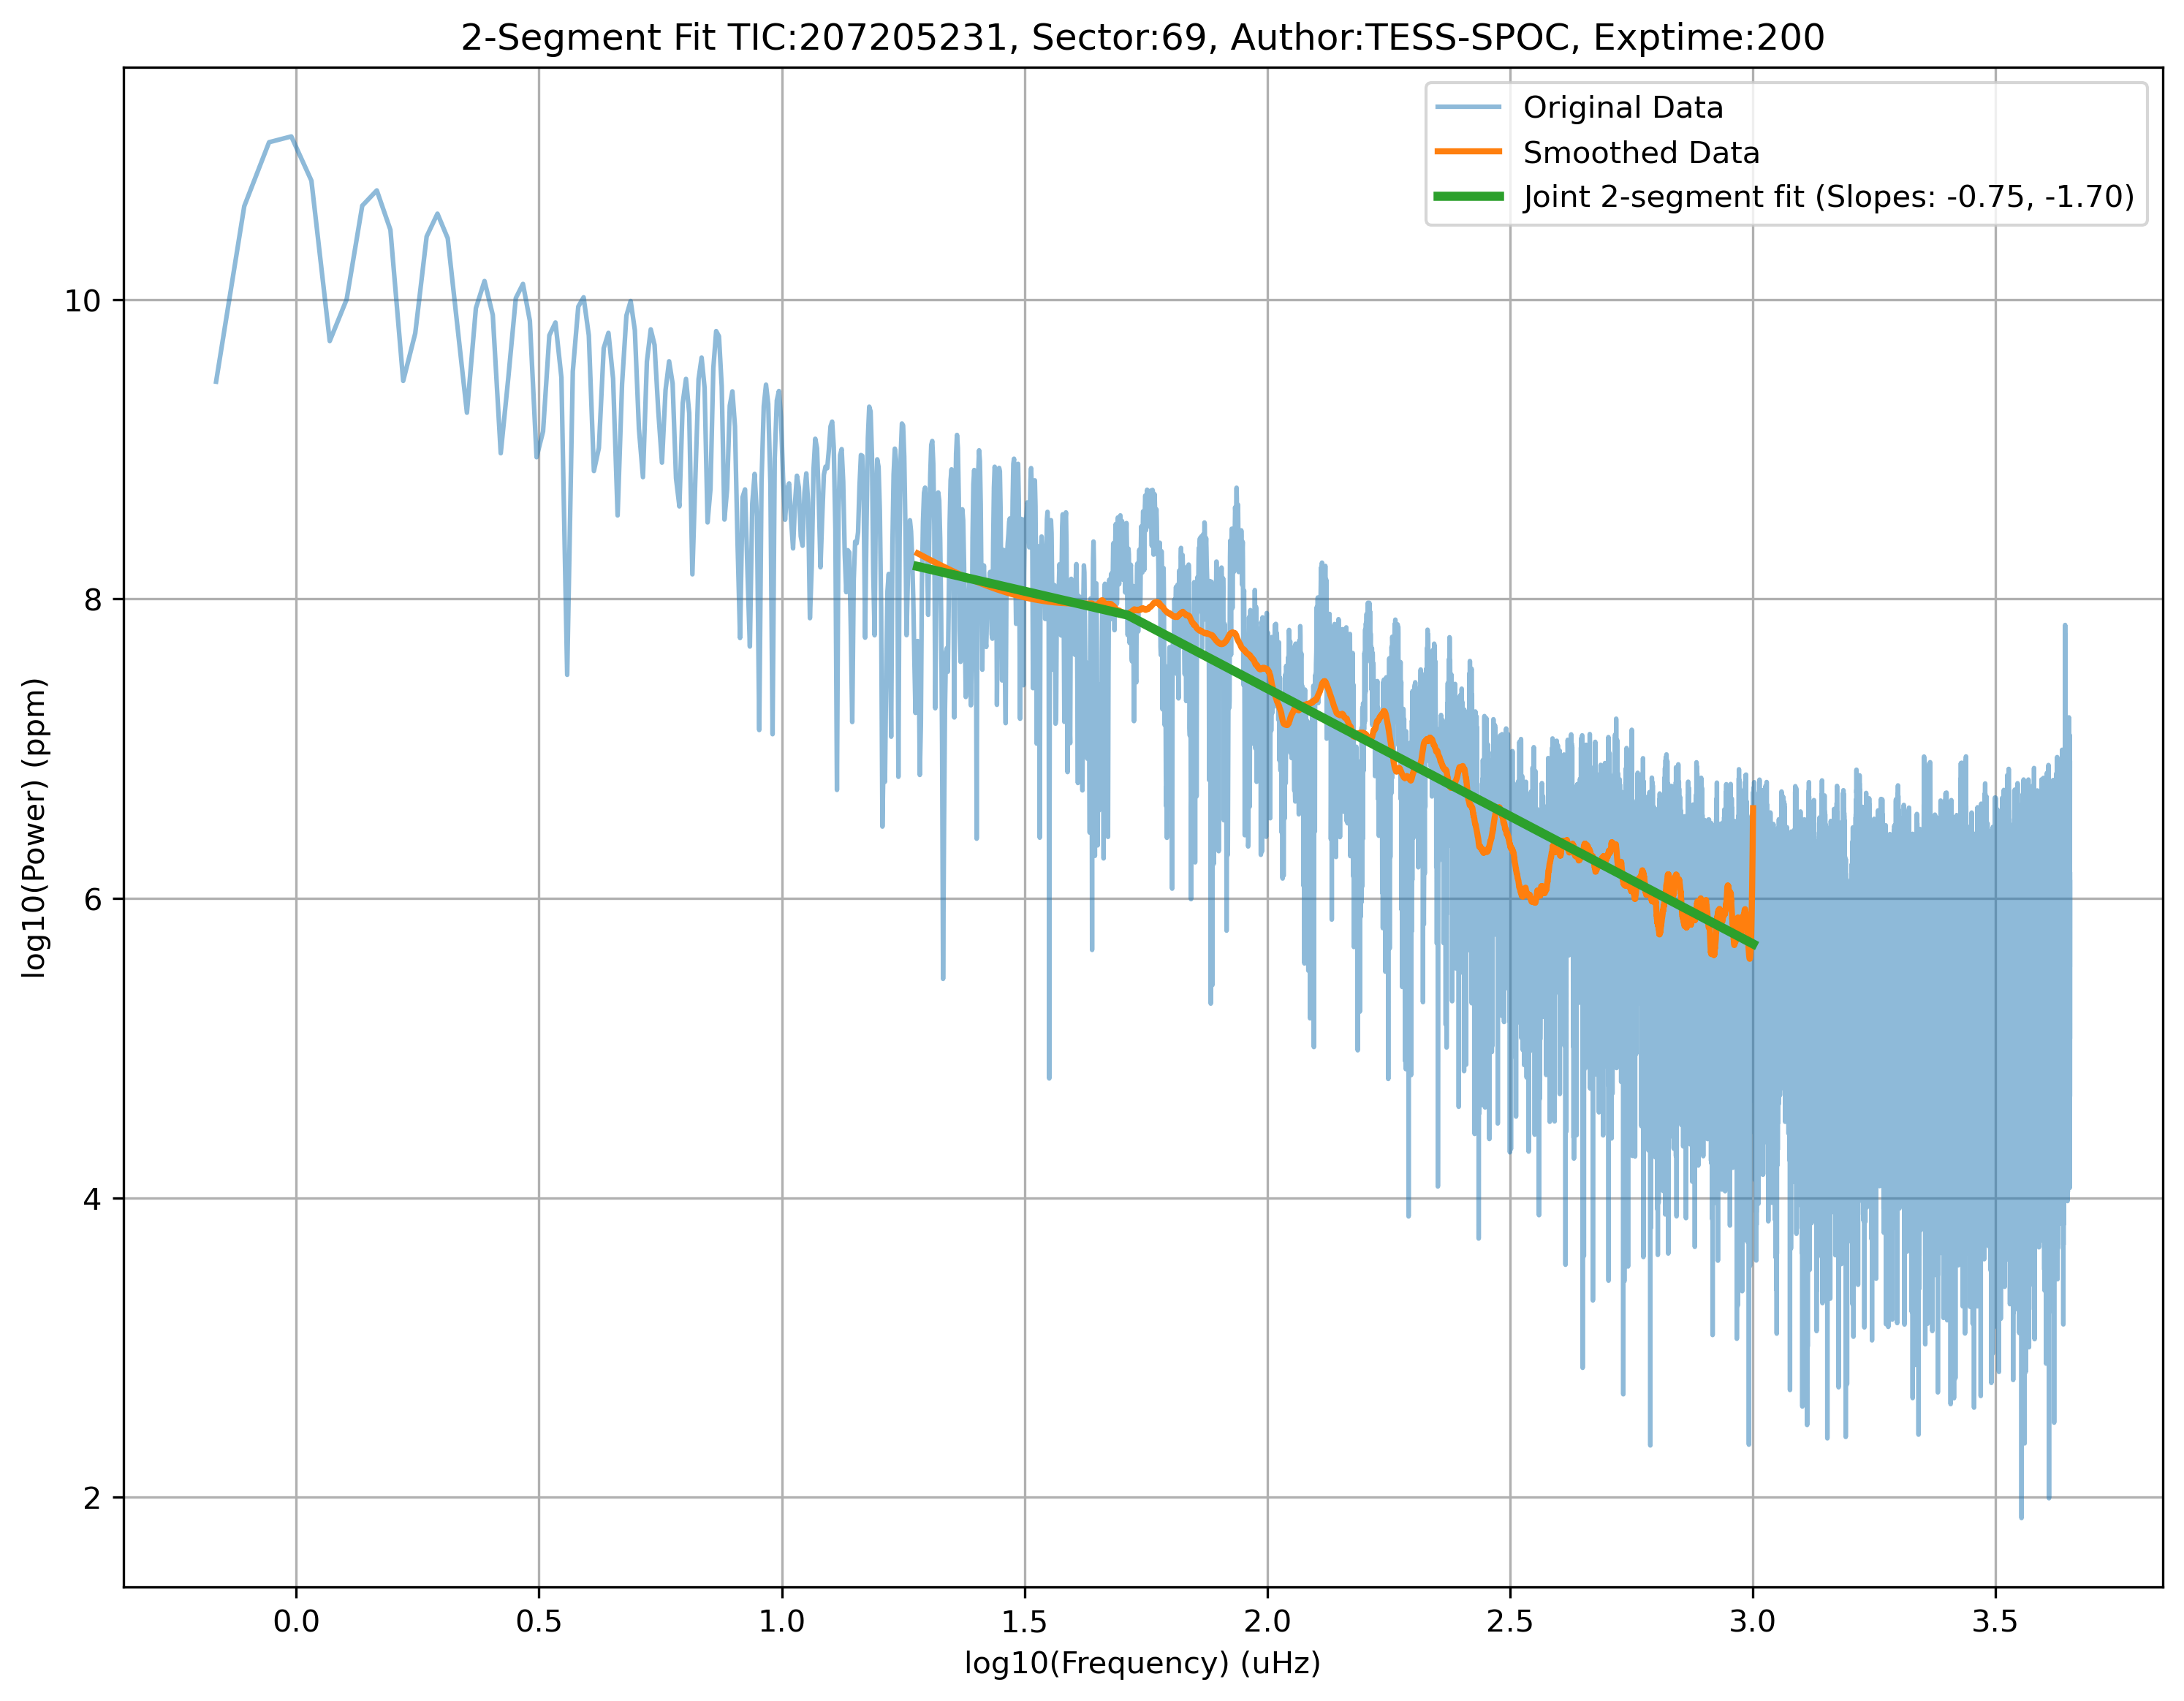 2-Segment Fit TIC:207205231, Sector:69, Author:TESS-SPOC, Exptime:200
Original Data
Smoothed Data
Joint 2-segment fit (Slopes: -0.75, -1.70)
log10(Power) (ppm)
10
8
6
4
2
0.0 0.5 1.0 1.5 2.0 2.5 3.0 3.5
log10(Frequency) (uHz)